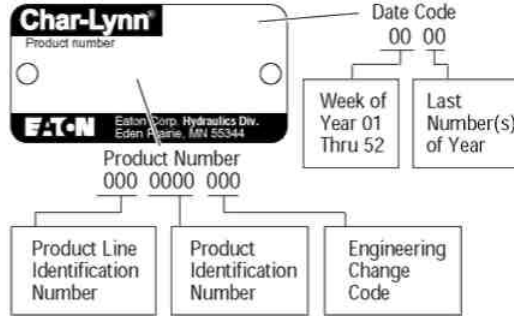 Char-Lynn®
Product number
EATON Eaton Corp. Hydraulics Div.
Eden Prairie, MN 55344
Date Code
00 00
Week of
Year 01
Thru 52
Last
Number(s)
of Year
Product Number
000 0000 000
Product Line
Identification
Number
Product
Identification
Number
Engineering
Change
Code